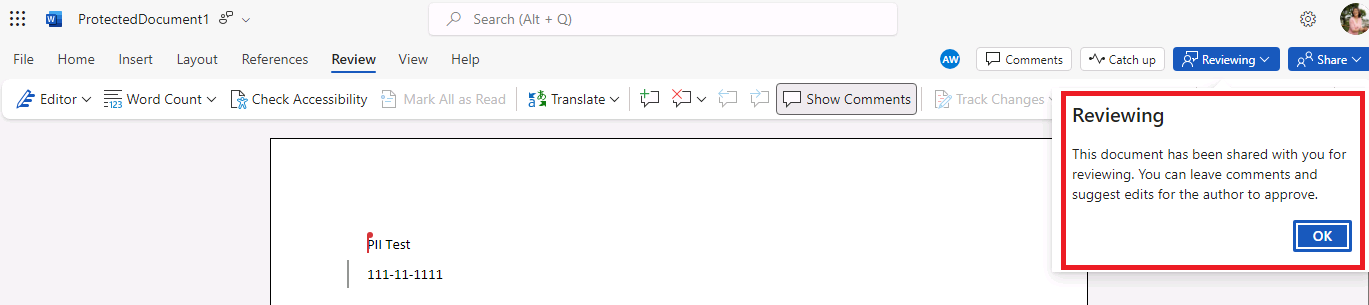 ProtectedDocument1
Search (Alt + Q)
File Home Insert Layout References Review View Help
AW Comments Catch up Reviewing Share
Editor Word Count Check Accessibility Mark All as Read Translate Show Comments Track Changes
Reviewing
This document has been shared with you for
reviewing. You can leave comments and
suggest edits for the author to approve.
OK
PII Test
111-11-1111